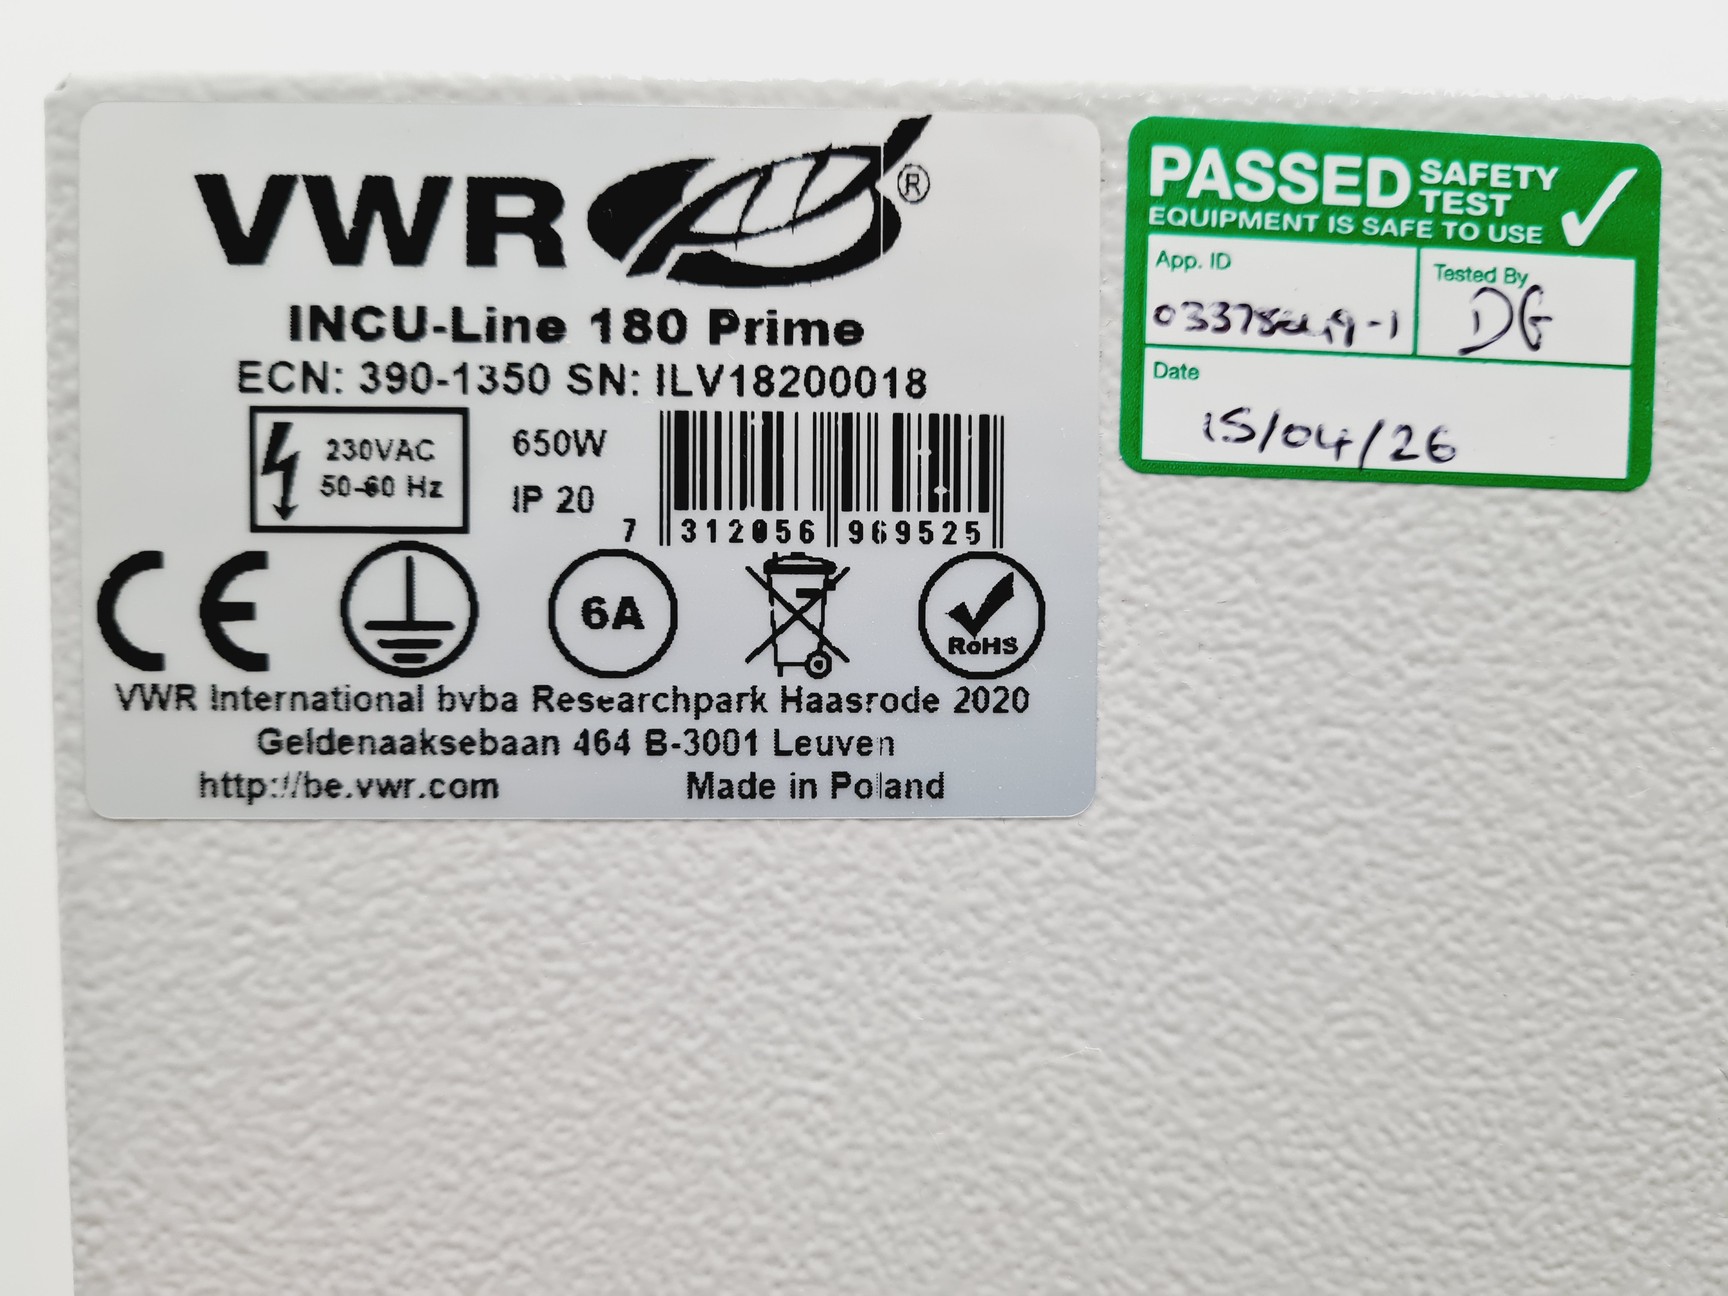 VWR ®
INCU-Line 180 Prime
ECN: 390-1350 SN: ILV18200018
230VAC
50-60 Hz
650W
IP 20
7 312056 969525
CE
6A
RoHS
VWR International bvba Researchpark Haasrode 2020
Geldenaaksebaan 464 B-3001 Leuven
http://be.vwr.com Made in Poland
PASSED SAFETY TEST
EQUIPMENT IS SAFE TO USE
App. ID
Tested By
DG
Date
15/04/26